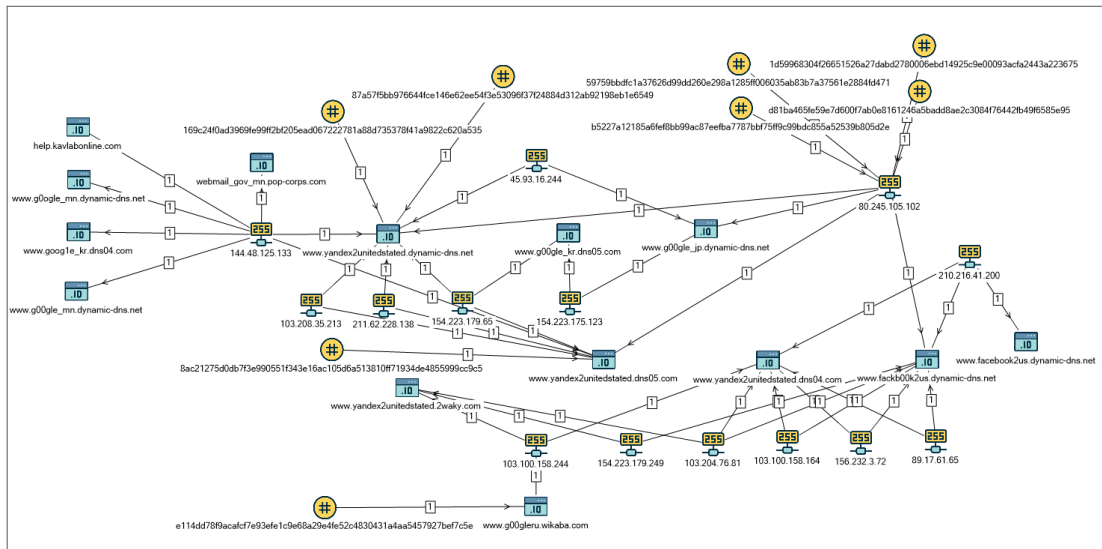 1d59968304f26651526a27dabd2780006ebd14925c9e00093acfa2443a223675
59759bbdfc1a37626d99dd260e298a1285ff006035ab83b7a37561e2884fd471
87a57f5bb976644fce146e62ee54f3e53096f37f24884d312ab92198eb1e6549
d81ba465fe59e7d600f7ab0e8161246a5badd8ae2c3084f76442fb49f6585e95
169c24f0ad3969fe99ff2bf205ead067222781a88d735378f41a9822c620a535
b5227a12185a6fef8bb99ac87eefba7787bbf75ff9c99bdc855a52539b805d2e
help.kavlabonline.com
webmail_gov_mn.pop-corps.com
45.93.16.244
www.g0ogle_mn.dynamic-dns.net
80.245.105.102
www.goog1e_kr.dns04.com
144.48.125.133
www.yandex2unitedstated.dynamic-dns.net
www.g00gle_kr.dns05.com
www.g00gle_jp.dynamic-dns.net
210.216.41.200
www.g00gle_mn.dynamic-dns.net
103.208.35.213
211.62.228.138
154.223.179.65
154.223.175.123
www.facebook2us.dynamic-dns.net
8ac21275d0db7f3e990551f343e16ac105d6a513810ff71934de4855999cc9c5
www.yandex2unitedstated.dns05.com
www.yandex2unitedstated.dns04.com
www.fackb00k2us.dynamic-dns.net
www.yandex2unitedstated.2waky.com
103.100.158.244
154.223.179.249
103.204.76.81
103.100.158.164
156.232.3.72
89.17.61.65
e114dd78f9acafcf7e93efe1c9e68a29e4fe52c4830431a4aa5457927bef7c5e
www.g00gleru.wikaba.com